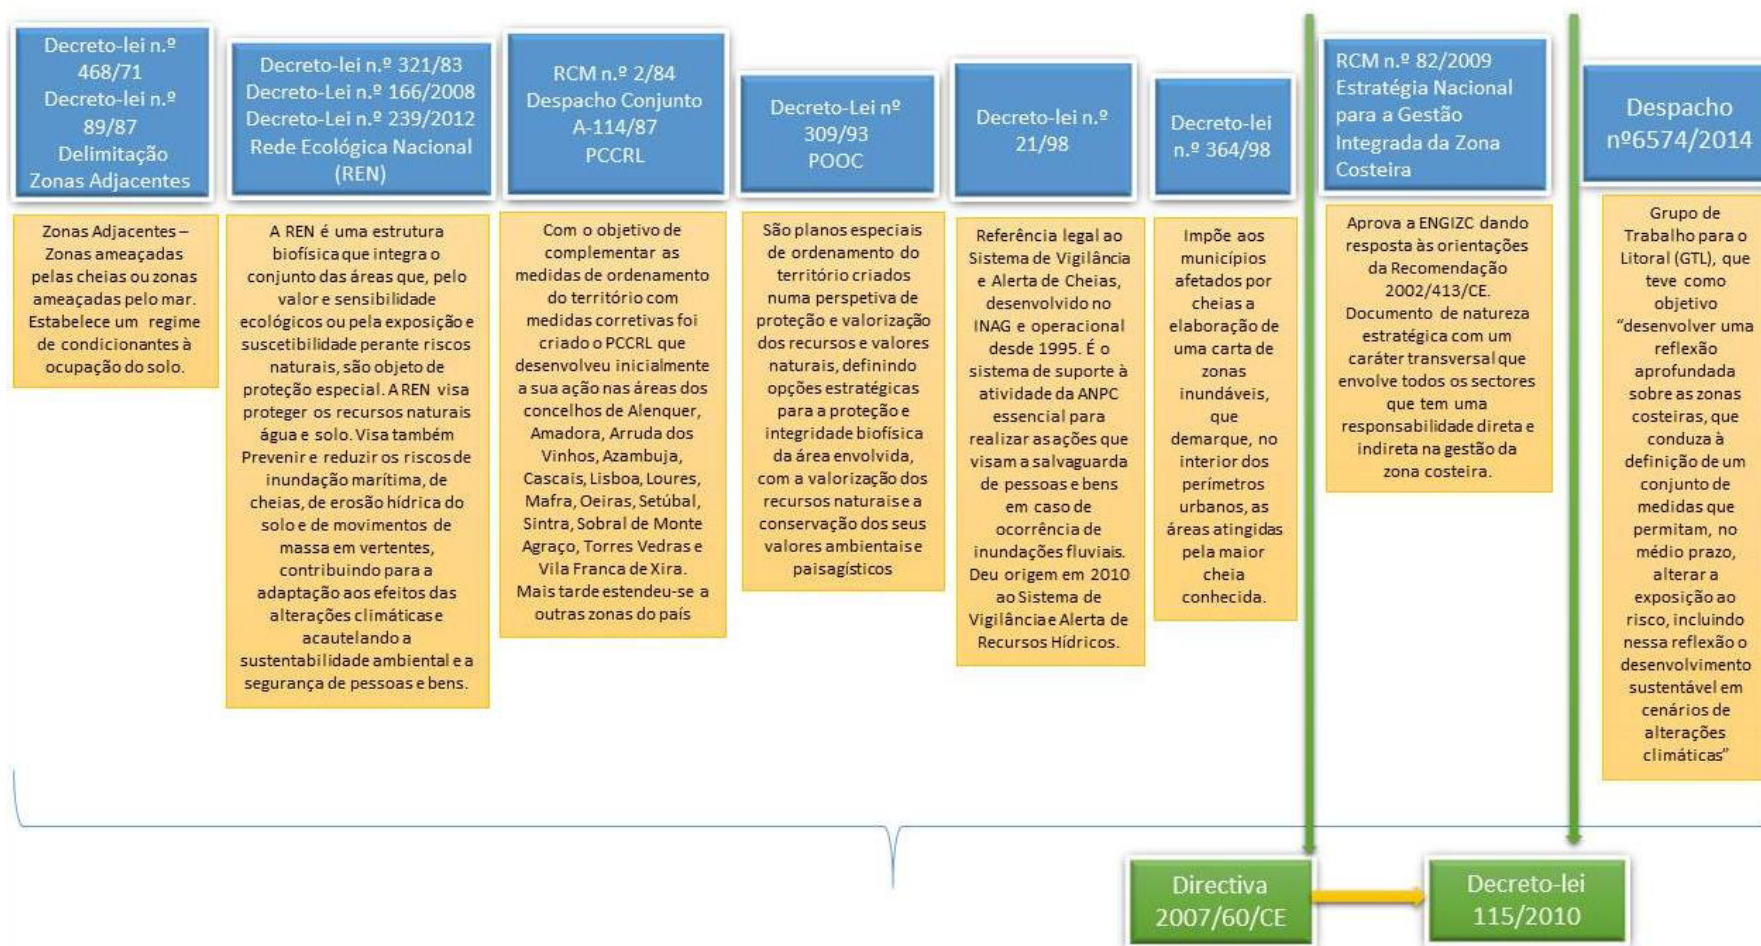 Decreto-lei n.º
468/71
Decreto-lei n.º
89/87
Delimitação
Zonas Adjacentes
Zonas Adjacentes –
Zonas ameaçadas
pelas cheias ou zonas
ameaçadas pelo mar.
Estabelece um regime
de condicionantes à
ocupação do solo.
Decreto-lei n.º 321/83
Decreto-Lei n.º 166/2008
Decreto-Lei n.º 239/2012
Rede Ecológica Nacional
(REN)
A REN é uma estrutura
biofísica que integra o
conjunto das áreas que, pelo
valor e sensibilidade
ecológicos ou pela exposição e
suscetibilidade perante riscos
naturais, são objeto de
proteção especial. A REN visa
proteger os recursos naturais
água e solo. Visa também
Prevenir e reduzir os riscos de
inundação marítima, de
cheias, de erosão hídrica do
solo e de movimentos de
massa em vertentes,
contribuindo para a
adaptação aos efeitos das
alterações climáticas e
acautelando a
sustentabilidade ambiental e a
segurança de pessoas e bens.
RCM n.º 2/84
Despacho Conjunto
A-114/87
PCCRL
Com o objetivo de
complementar as
medidas de ordenamento
do território com
medidas corretivas foi
criado o PCCRL que
desenvolveu inicialmente
a sua ação nas áreas dos
concelhos de Alenquer,
Amadora, Arruda dos
Vinhos, Azambuja,
Cascais, Lisboa, Loures,
Mafra, Oeiras, Setúbal,
Sintra, Sobral de Monte
Agraço, Torres Vedras e
Vila Franca de Xira.
Mais tarde estendeu-se a
outras zonas do país
Decreto-Lei nº
309/93
POOC
São planos especiais
de ordenamento do
território criados
numa perspetiva de
proteção e valorização
dos recursos e valores
naturais, definindo
opções estratégicas
para a proteção e
integridade biofísica
da área envolvida,
com a valorização dos
recursos naturais e a
conservação dos seus
valores ambientais e
paisagísticos
Decreto-lei n.º
21/98
Referência legal ao
Sistema de Vigilância
e Alerta de Cheias,
desenvolvido no
INAG e operacional
desde 1995. É o
sistema de suporte à
atividade da ANPC
essencial para
realizar as ações que
visam a salvaguarda
de pessoas e bens
em caso de
ocorrência de
inundações fluviais.
Deu origem em 2010
ao Sistema de
Vigilância e Alerta de
Recursos Hídricos.
Decreto-lei
n.º 364/98
Impõe aos
municípios
afetados por
cheias a
elaboração de
uma carta de
zonas
inundáveis,
que
demarque, no
interior dos
perímetros
urbanos, as
áreas atingidas
pela maior
cheia
conhecida.
RCM n.º 82/2009
Estratégia Nacional
para a Gestão
Integrada da Zona
Costeira
Aprova a ENGIZC dando
resposta às orientações
da Recomendação
2002/413/CE.
Documento de natureza
estratégica com um
caráter transversal que
envolve todos os sectores
que tem uma
responsabilidade direta e
indireta na gestão da
zona costeira.
Despacho
nº6574/2014
Grupo de
Trabalho para o
Litoral (GTL), que
teve como
objetivo
“desenvolver uma
reflexão
aprofundada
sobre as zonas
costeiras, que
conduza à
definição de um
conjunto de
medidas que
permitam, no
médio prazo,
alterar a
exposição ao
risco, incluindo
nessa reflexão o
desenvolvimento
sustentável em
cenários de
alterações
climáticas”
Directiva
2007/60/CE
Decreto-lei
115/2010